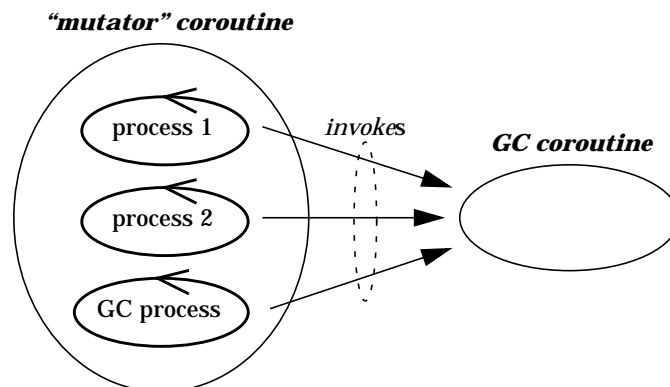 “mutator” coroutine
process 1
invokes
GC coroutine
process 2
GC process